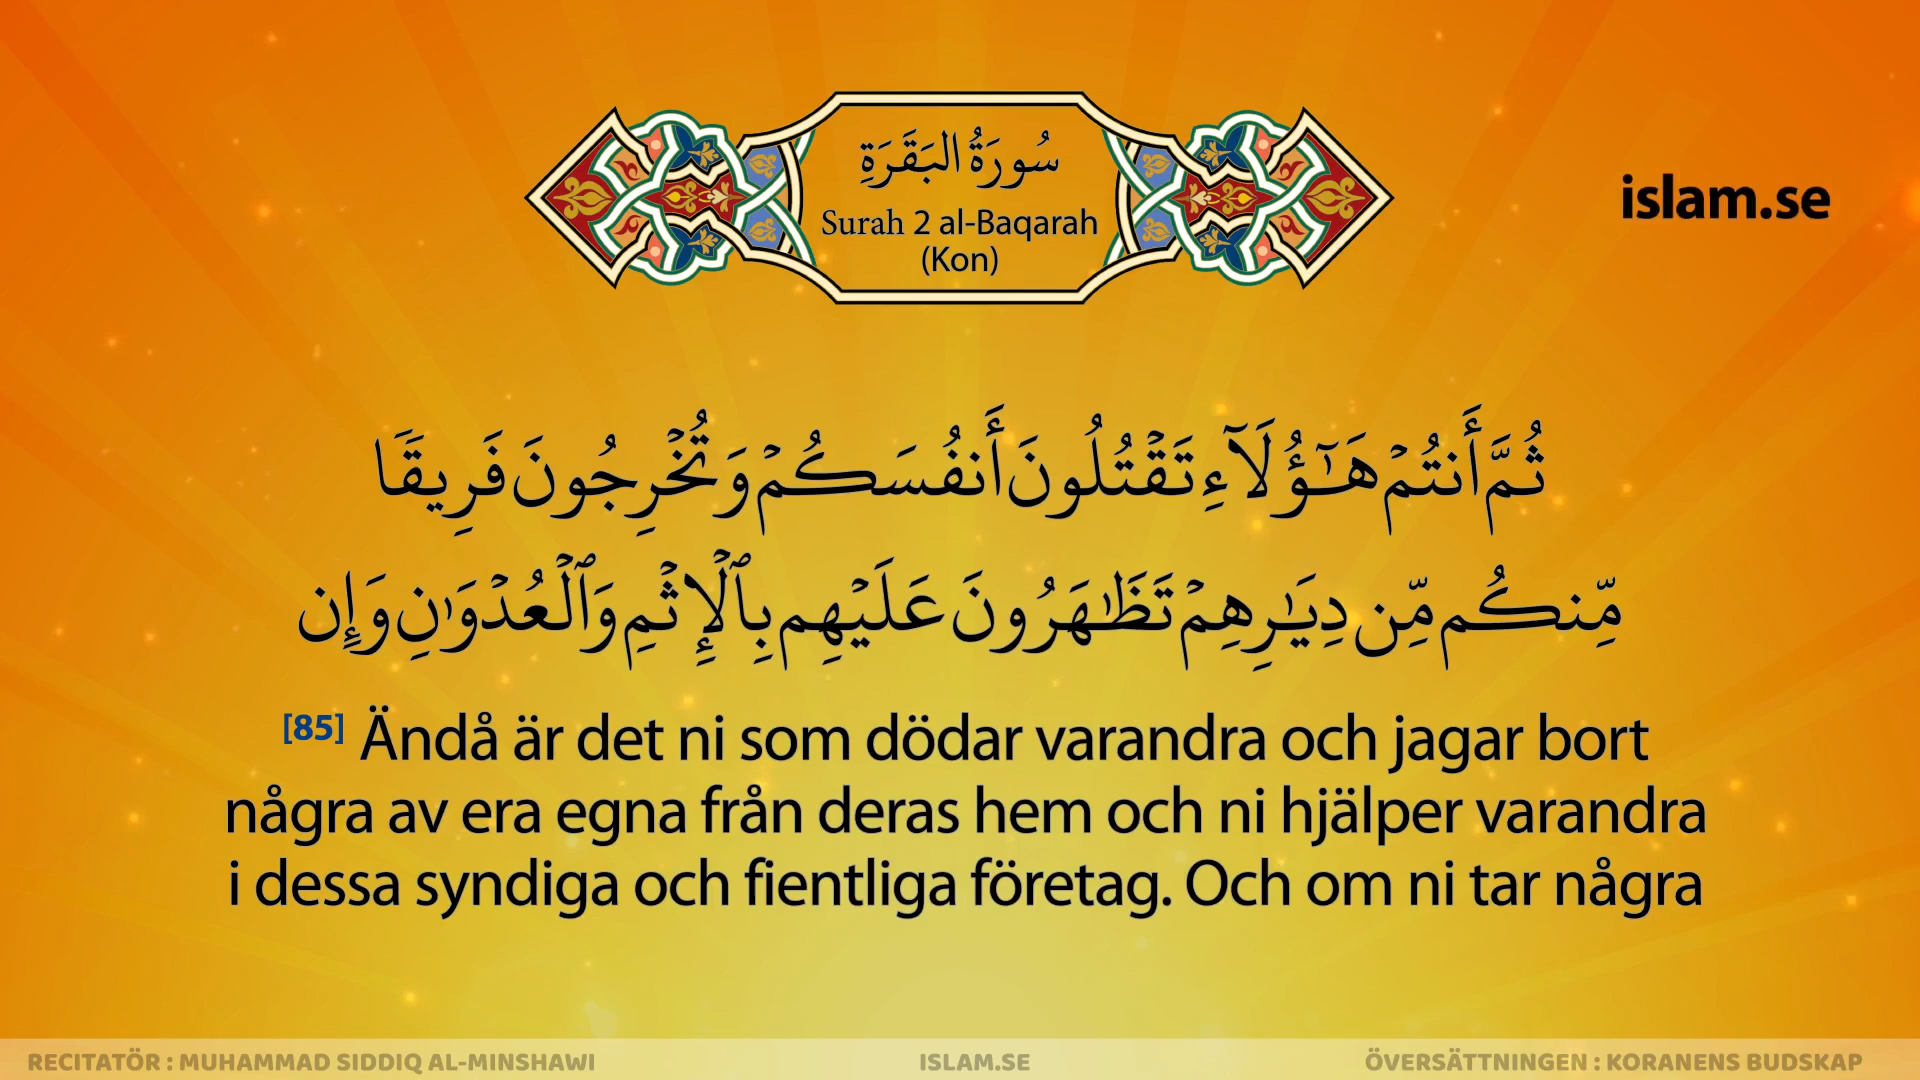 سُورَةُ البَقَرَةِ
Surah 2 al-Baqarah
(Kon)
islam.se
ثُمَّ أَنتُمْ هَـٰٓؤُلَآءِ تَقْتُلُونَ أَنفُسَكُمْ وَتُخْرِجُونَ فَرِيقًا
مِّنكُم مِّن دِيَـٰرِهِمْ تَظَـٰهَرُونَ عَلَيْهِم بِٱلْإِثْمِ وَٱلْعُدْوَٰنِ وَإِن
[85] Ändå är det ni som dödar varandra och jagar bort
några av era egna från deras hem och ni hjälper varandra
i dessa syndiga och fientliga företag. Och om ni tar några
RECITATÖR : MUHAMMAD SIDDIQ AL-MINSHAWI
ISLAM.SE
ÖVERSÄTTNINGEN : KORANENS BUDSKAP